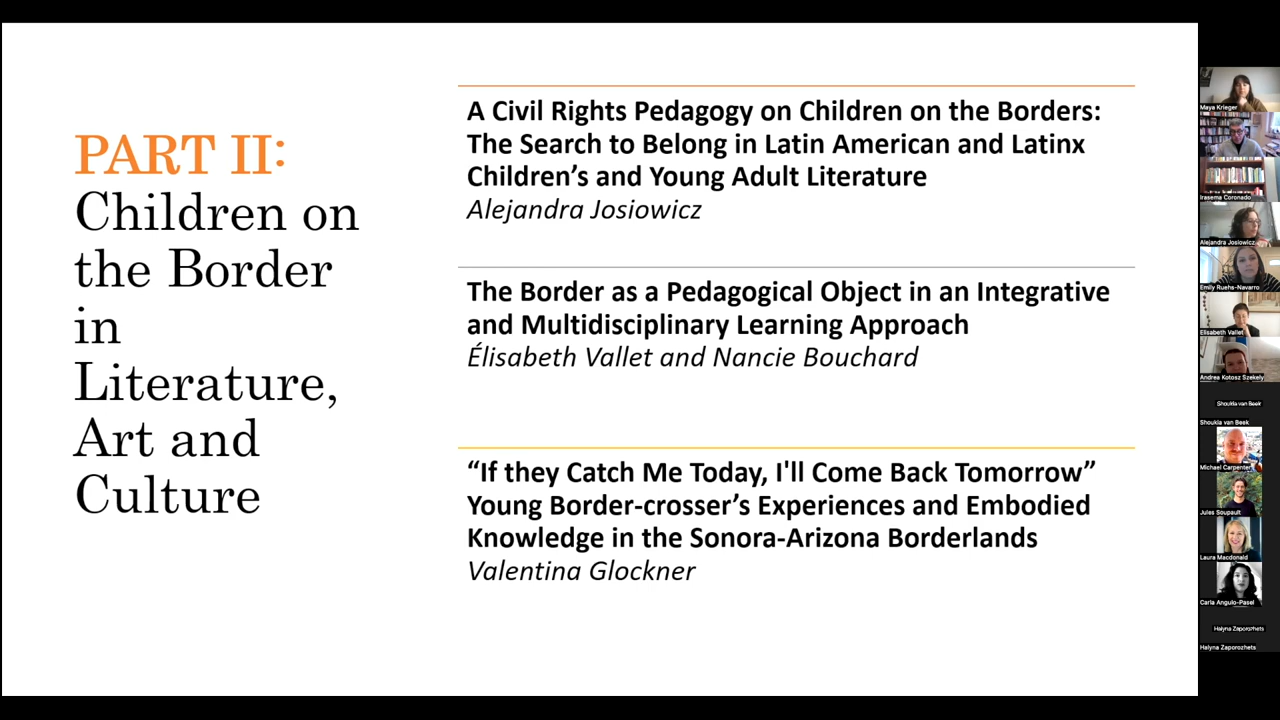 PART II:
Children on
the Border
in
Literature,
Art and
Culture
A Civil Rights Pedagogy on Children on the Borders:
The Search to Belong in Latin American and Latinx
Children’s and Young Adult Literature
Alejandra Josiowicz
The Border as a Pedagogical Object in an Integrative
and Multidisciplinary Learning Approach
Élisabeth Vallet and Nancie Bouchard
“If they Catch Me Today, I'll Come Back Tomorrow”
Young Border-crosser’s Experiences and Embodied
Knowledge in the Sonora-Arizona Borderlands
Valentina Glockner
Maya Krieger
Irasema Coronado
Alejandra Josiowicz
Emily Ruehs-Navarro
Elisabeth Vallet
Andrea Kotosz Szekely
Shoukia van Beek
Shoukia van Beek
Michael Carpenter
Jules Soupault
Laura Macdonald
Carla Angulo-Pasel
Halyna Zaporozhets
Halyna Zaporozhets